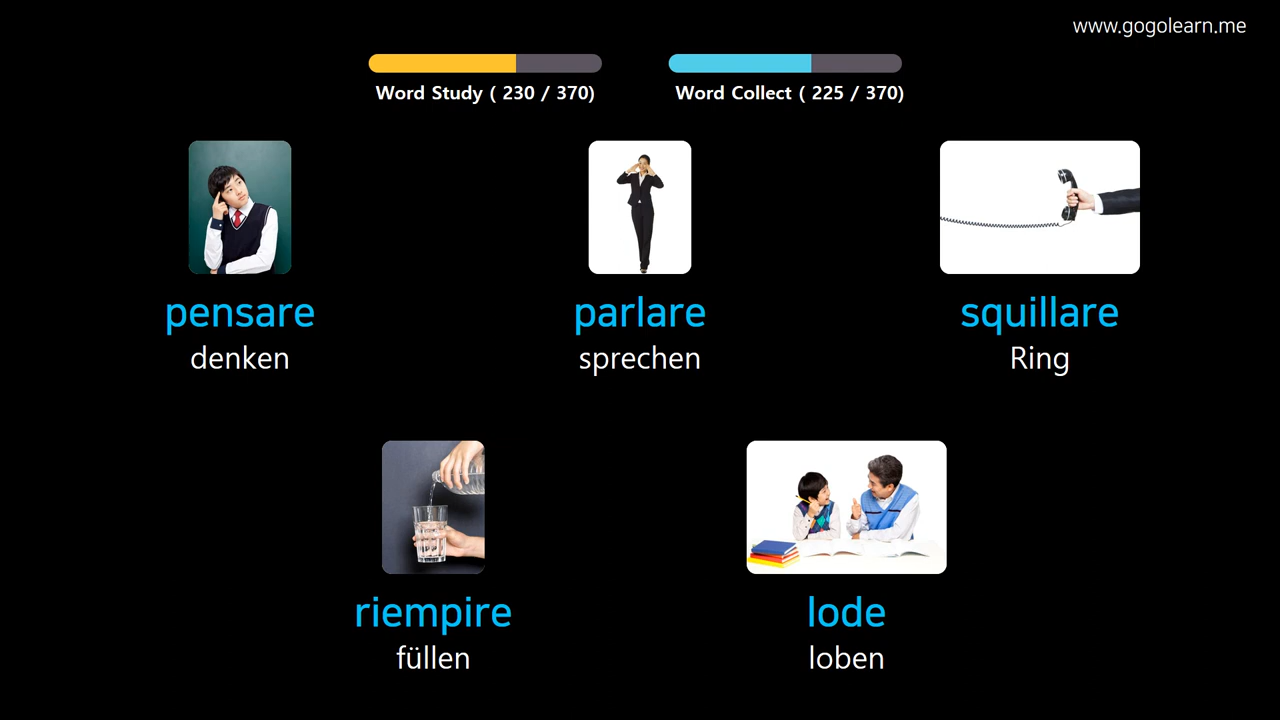 www.gogolearn.me
Word Study ( 230 / 370)
Word Collect ( 225 / 370)
pensare
denken
parlare
sprechen
squillare
Ring
riempire
füllen
lode
loben